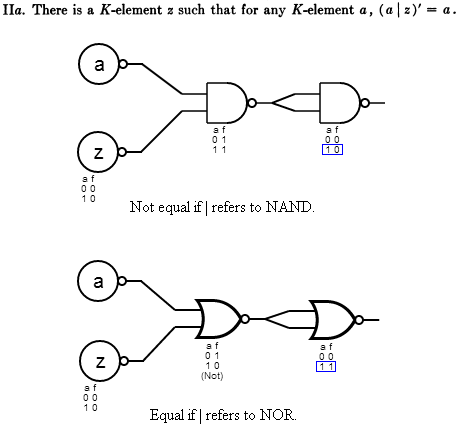 IIa. There is a K-element z such that for any K-element a, (a | z)′ = a.
a
z
a f
0 1
1 1
a f
0 0
1 0
a f
0 0
1 0
Not equal if | refers to NAND.
a
z
a f
0 1
1 0
(Not)
a f
0 0
1 1
a f
0 0
1 0
Equal if | refers to NOR.